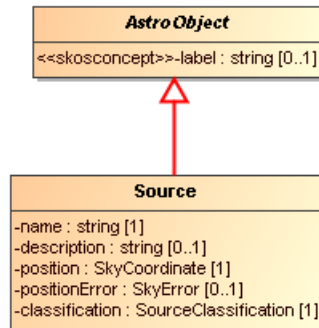 AstroObject
<<skosconcept>>-label : string [0..1]
Source
-name : string [1]
-description : string [0..1]
-position : SkyCoordinate [1]
-positionError : SkyError [0..1]
-classification : SourceClassification [1]